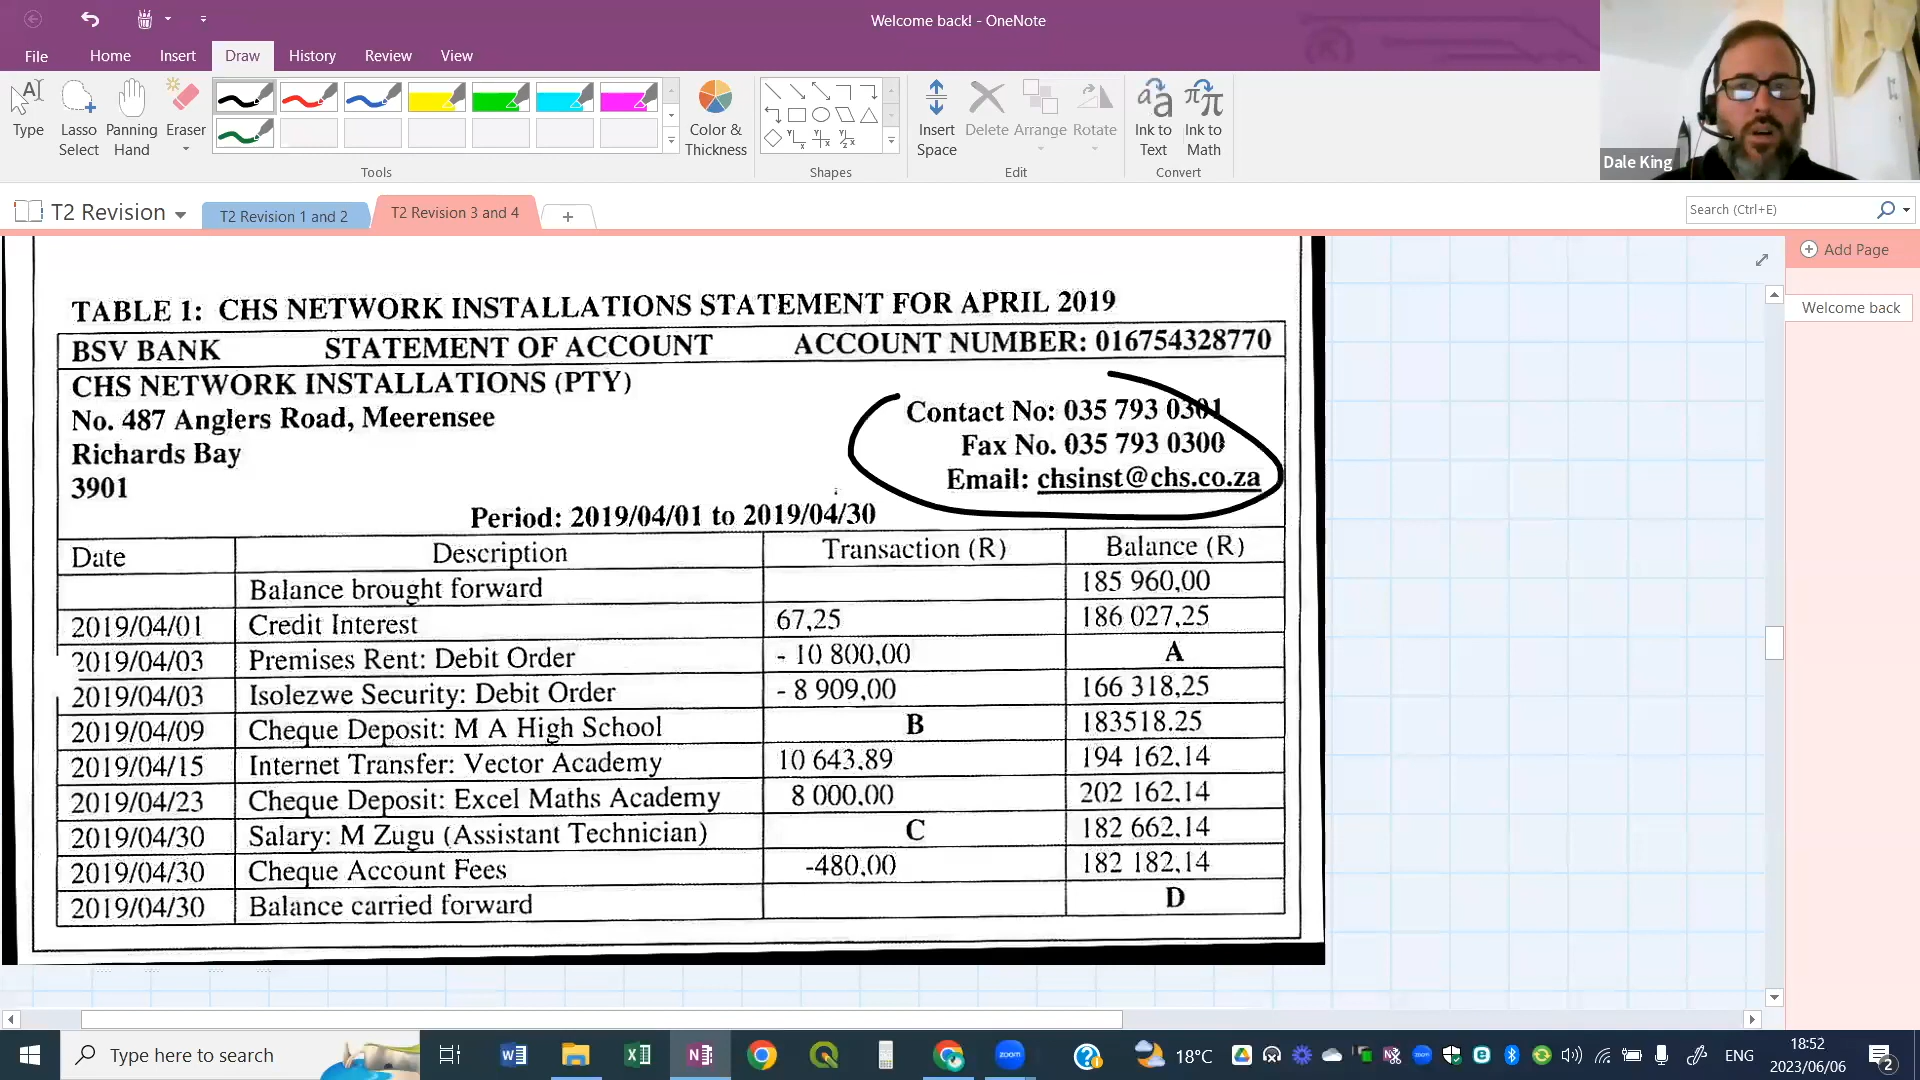 Welcome back! - OneNote
File
Home
Insert
Draw
History
Review
View
Type
Lasso Select
Panning Hand
Eraser
Color & Thickness
Insert Space
Delete
Arrange
Rotate
Ink to Text
Ink to Math
Tools
Shapes
Edit
Convert
Dale King
T2 Revision
T2 Revision 1 and 2
T2 Revision 3 and 4
Search (Ctrl+E)
Add Page
Welcome back
TABLE 1: CHS NETWORK INSTALLATIONS STATEMENT FOR APRIL 2019
BSV BANK STATEMENT OF ACCOUNT ACCOUNT NUMBER: 016754328770
CHS NETWORK INSTALLATIONS (PTY)
No. 487 Anglers Road, Meerensee
Richards Bay
3901
Contact No: 035 793 0301
Fax No. 035 793 0300
Email: chsinst@chs.co.za
Period: 2019/04/01 to 2019/04/30
Date Description Transaction (R) Balance (R)
Balance brought forward 185 960,00
2019/04/01 Credit Interest 67,25 186 027,25
2019/04/03 Premises Rent: Debit Order - 10 800,00 A
2019/04/03 Isolezwe Security: Debit Order - 8 909,00 166 318,25
2019/04/09 Cheque Deposit: M A High School B 183518.25
2019/04/15 Internet Transfer: Vector Academy 10 643,89 194 162,14
2019/04/23 Cheque Deposit: Excel Maths Academy 8 000,00 202 162,14
2019/04/30 Salary: M Zugu (Assistant Technician) C 182 662,14
2019/04/30 Cheque Account Fees -480,00 182 182,14
2019/04/30 Balance carried forward D
Type here to search
18°C
ENG
18:52
2023/06/06
2